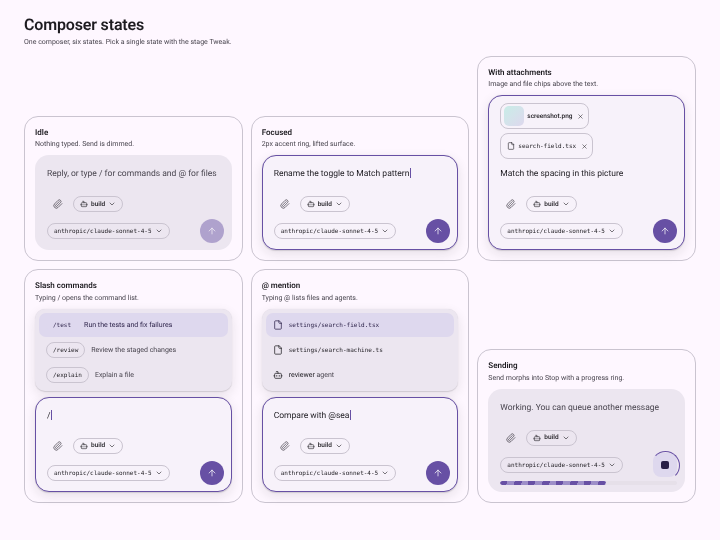 Composer states
One composer, six states. Pick a single state with the stage Tweak.
Idle
Nothing typed. Send is dimmed.
Reply, or type / for commands and @ for files
build
anthropic/claude-sonnet-4-5
Focused
2px accent ring, lifted surface.
Rename the toggle to Match pattern
build
anthropic/claude-sonnet-4-5
With attachments
Image and file chips above the text.
screenshot.png
search-field.tsx
Match the spacing in this picture
build
anthropic/claude-sonnet-4-5
Slash commands
Typing / opens the command list.
/test Run the tests and fix failures
/review Review the staged changes
/explain Explain a file
/
build
anthropic/claude-sonnet-4-5
@ mention
Typing @ lists files and agents.
settings/search-field.tsx
settings/search-machine.ts
reviewer agent
Compare with @sea
build
anthropic/claude-sonnet-4-5
Sending
Send morphs into Stop with a progress ring.
Working. You can queue another message
build
anthropic/claude-sonnet-4-5